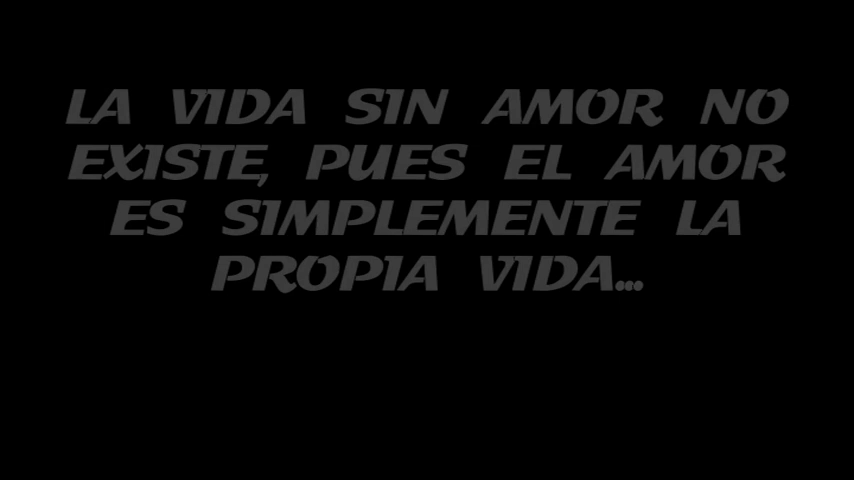 LA VIDA SIN AMOR NO
EXISTE, PUES EL AMOR
ES SIMPLEMENTE LA
PROPIA VIDA...